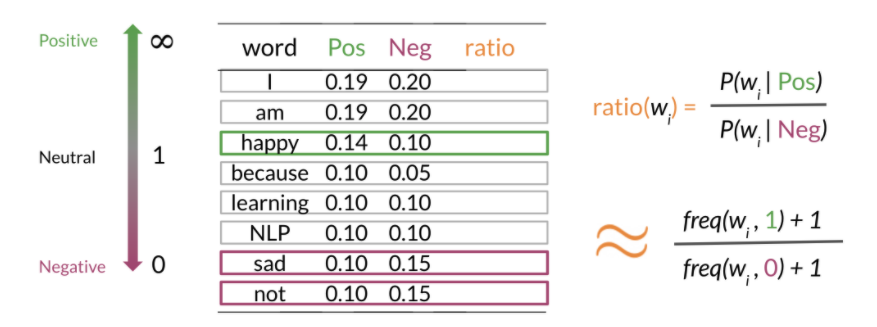 Positive ∞
Neutral 1
Negative 0
word Pos Neg ratio
I 0.19 0.20
am 0.19 0.20
happy 0.14 0.10
because 0.10 0.05
learning 0.10 0.10
NLP 0.10 0.10
sad 0.10 0.15
not 0.10 0.15
ratio(wᵢ) =
P(wᵢ | Pos)
P(wᵢ | Neg)
≈
freq(wᵢ, 1) + 1
freq(wᵢ, 0) + 1